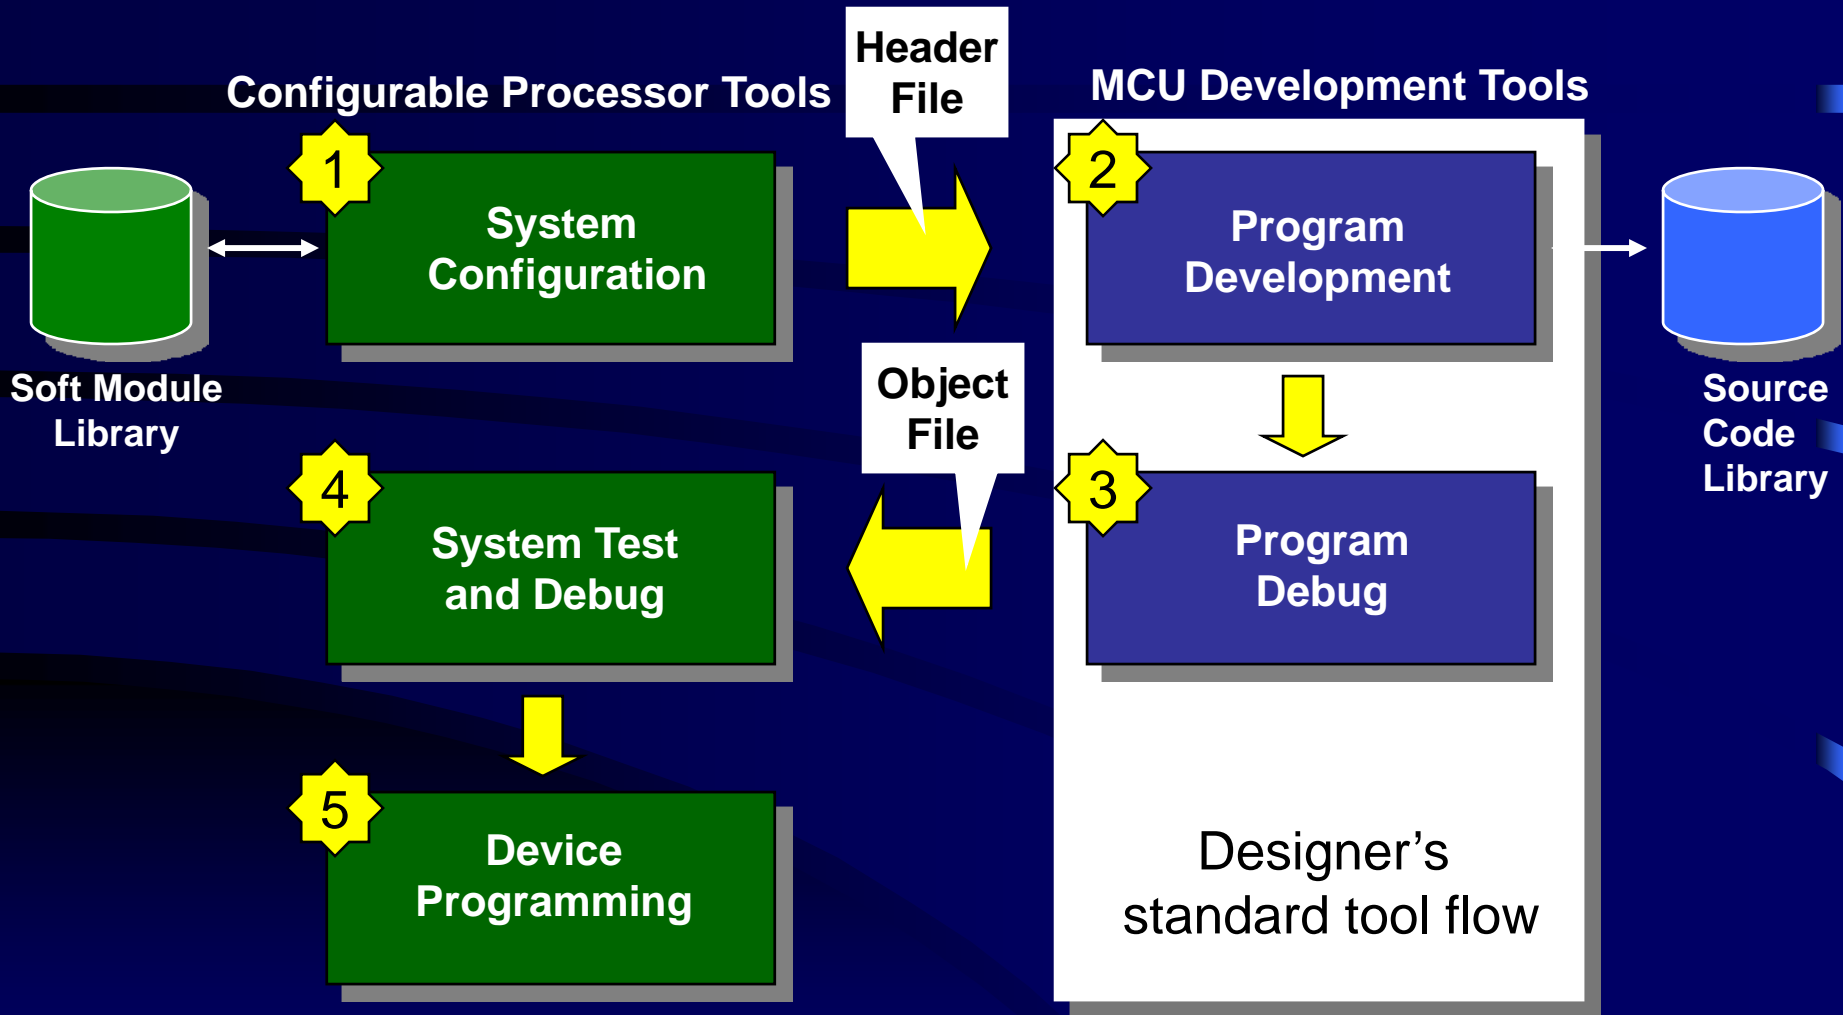 Configurable Processor Tools
Header
File
MCU Development Tools
1
System
Configuration
2
Program
Development
Soft Module
Library
Object
File
Source
Code
Library
4
System Test
and Debug
3
Program
Debug
5
Device
Programming
Designer’s
standard tool flow